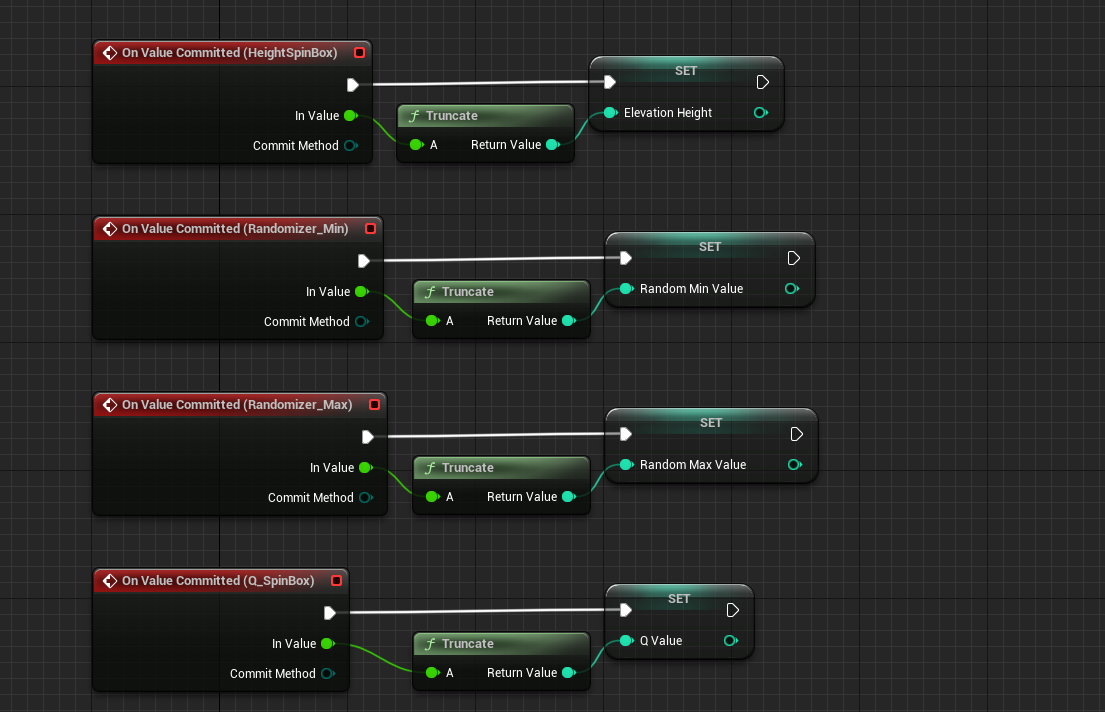 On Value Committed (HeightSpinBox)
SET
In Value
Truncate
Elevation Height
Commit Method
A
Return Value
On Value Committed (Randomizer_Min)
SET
In Value
Truncate
Random Min Value
Commit Method
A
Return Value
On Value Committed (Randomizer_Max)
SET
In Value
Truncate
Random Max Value
Commit Method
A
Return Value
On Value Committed (Q_SpinBox)
SET
In Value
Truncate
Q Value
Commit Method
A
Return Value